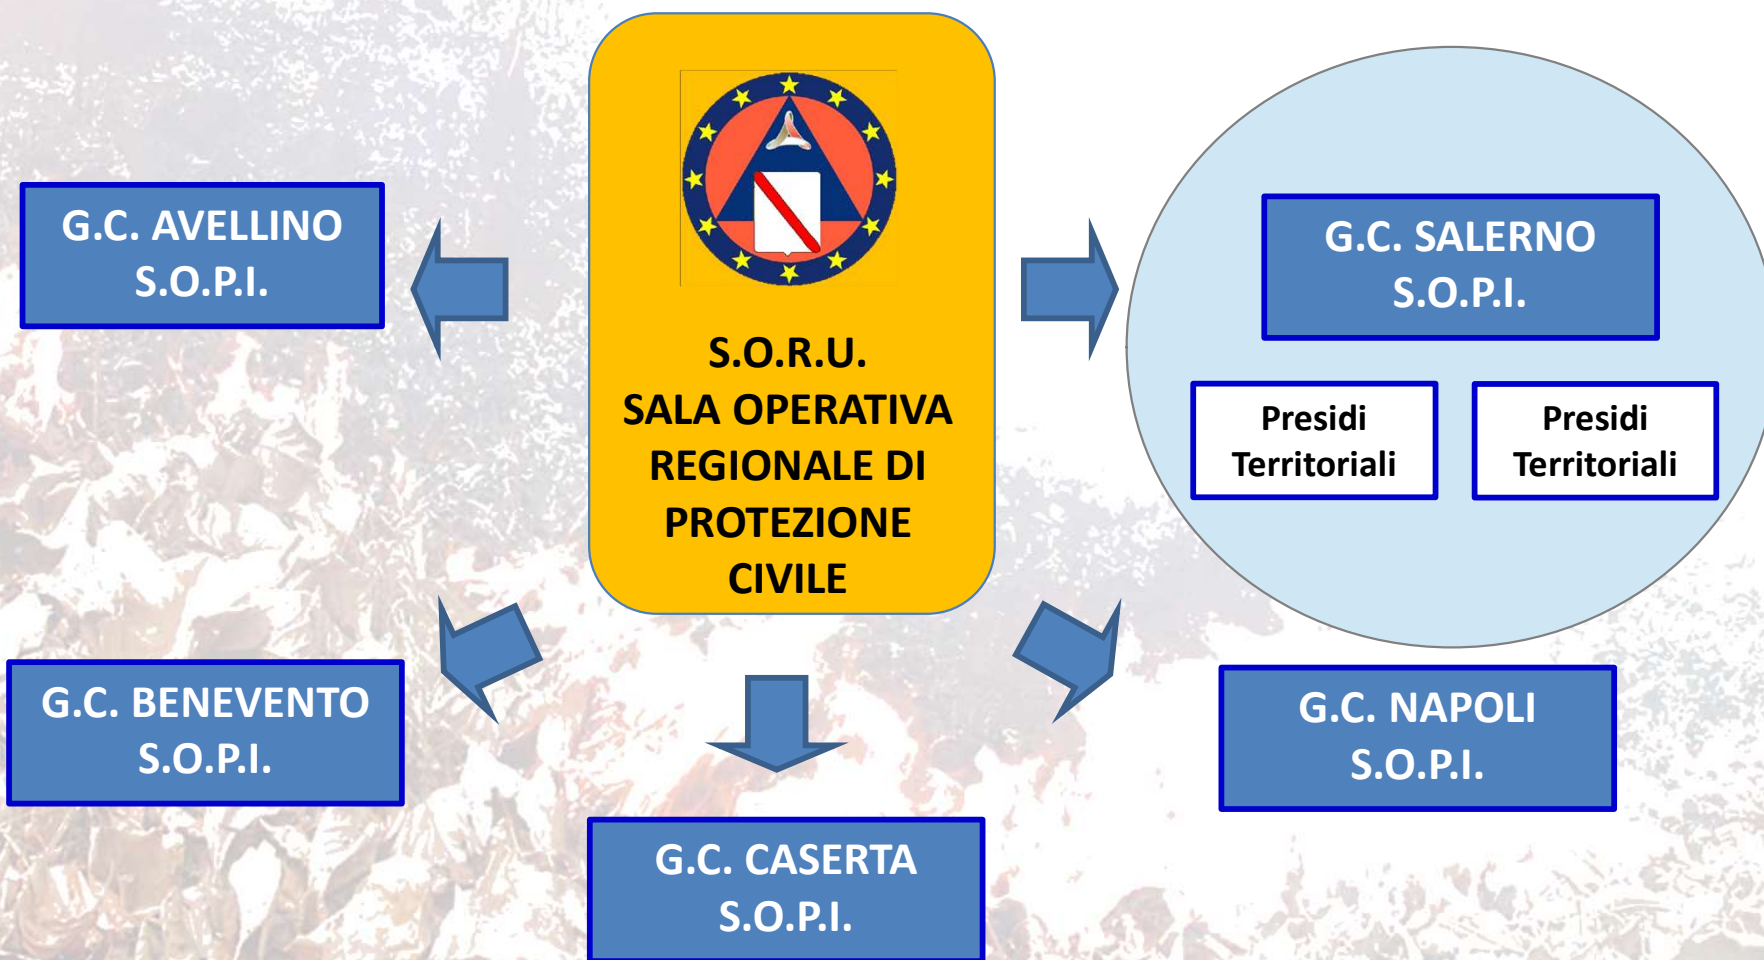 G.C. AVELLINO
S.O.P.I.
S.O.R.U.
SALA OPERATIVA
REGIONALE DI
PROTEZIONE
CIVILE
G.C. SALERNO
S.O.P.I.
Presidi
Territoriali
Presidi
Territoriali
G.C. BENEVENTO
S.O.P.I.
G.C. CASERTA
S.O.P.I.
G.C. NAPOLI
S.O.P.I.